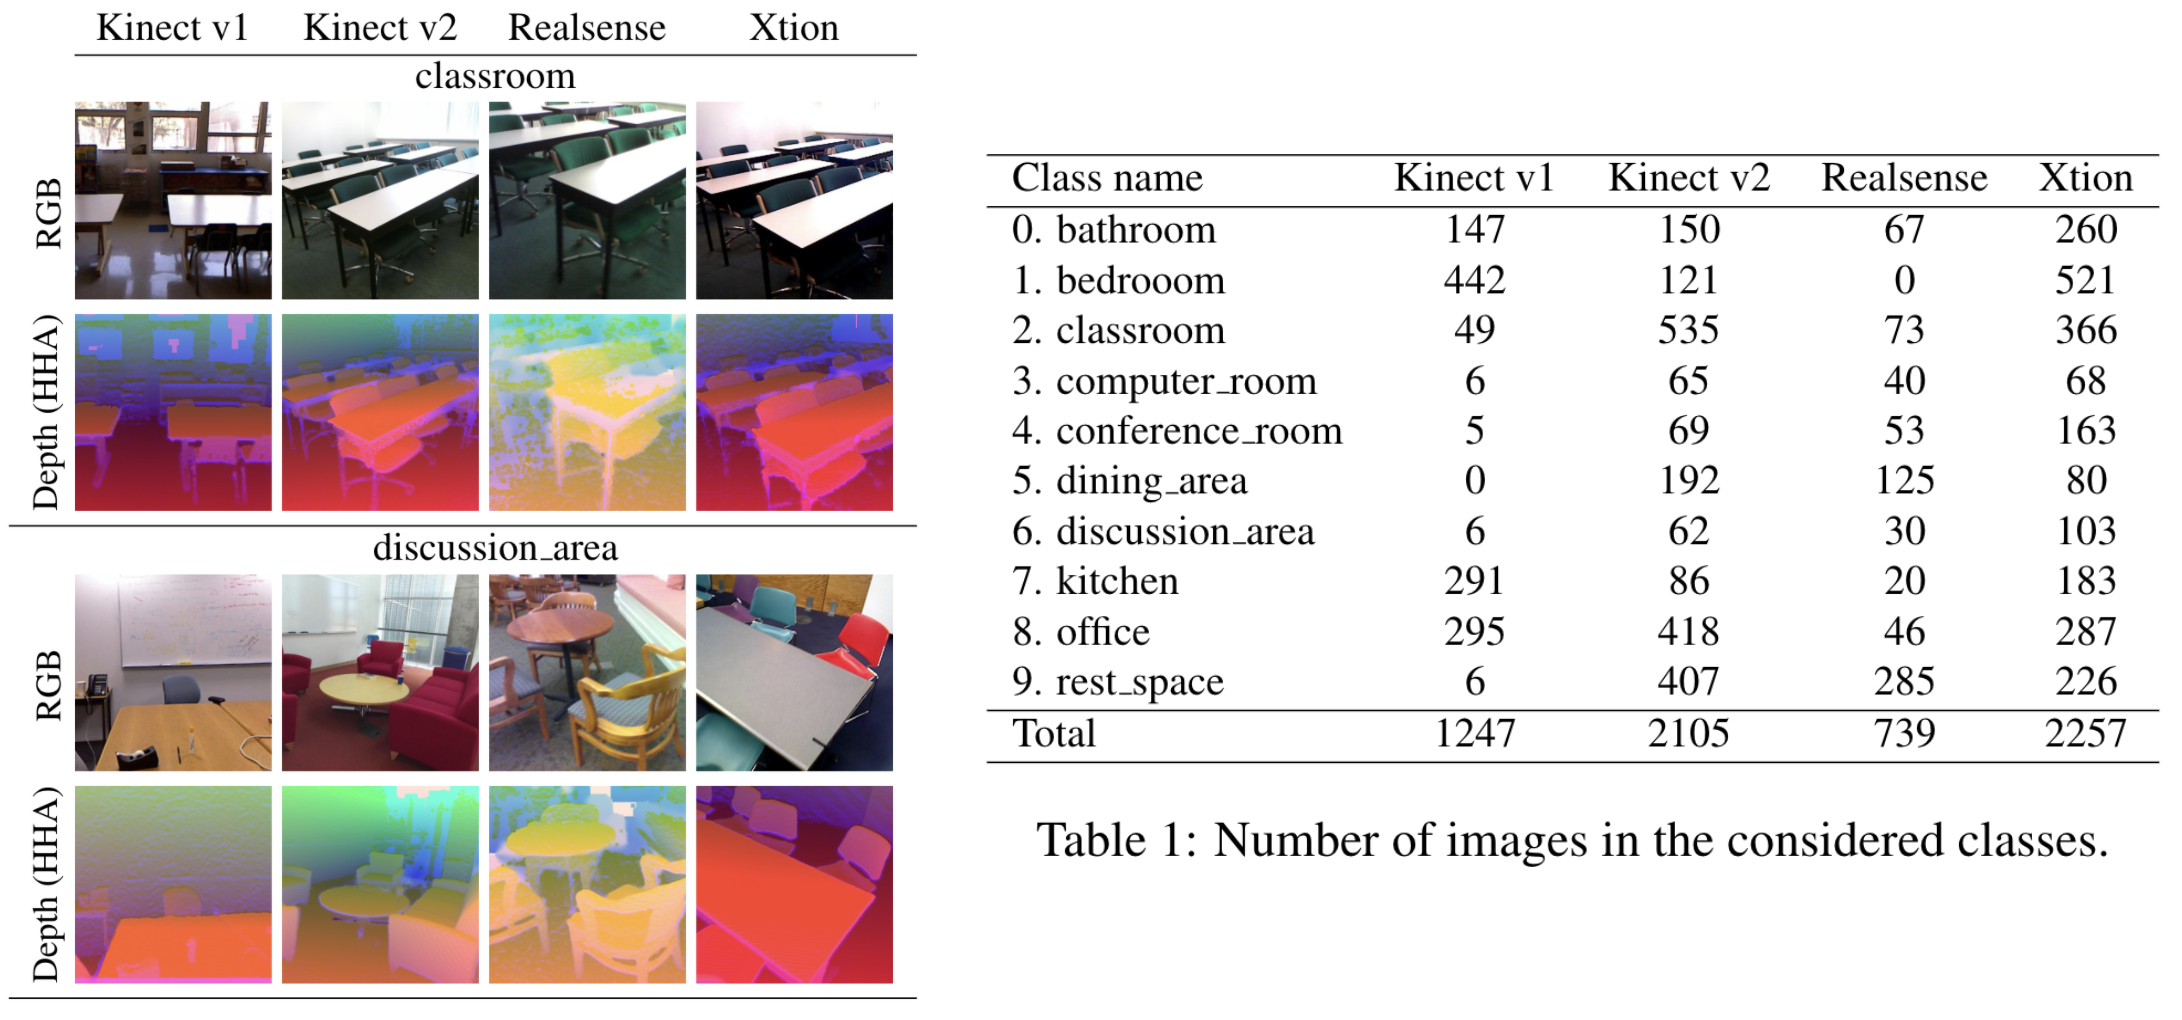 Kinect v1 Kinect v2 Realsense Xtion
classroom
RGB
Depth (HHA)
discussion_area
RGB
Depth (HHA)
Class name Kinect v1 Kinect v2 Realsense Xtion
0. bathroom 147 150 67 260
1. bedrooom 442 121 0 521
2. classroom 49 535 73 366
3. computer_room 6 65 40 68
4. conference_room 5 69 53 163
5. dining_area 0 192 125 80
6. discussion_area 6 62 30 103
7. kitchen 291 86 20 183
8. office 295 418 46 287
9. rest_space 6 407 285 226
Total 1247 2105 739 2257
Table 1: Number of images in the considered classes.